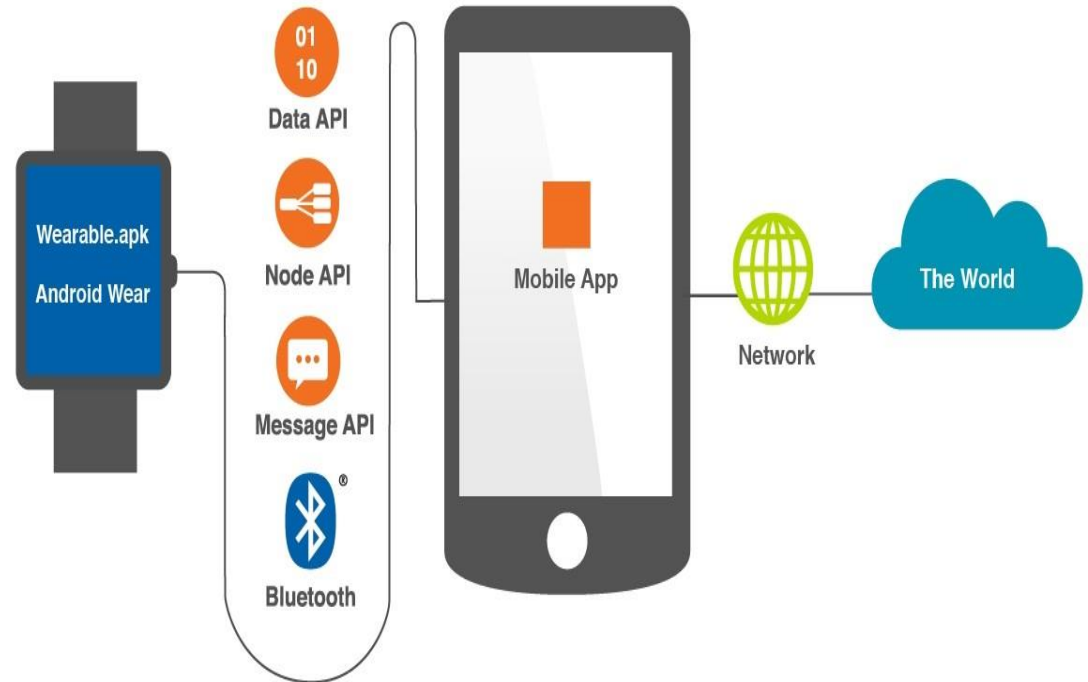 Wearable.apk
Android Wear
01
10
Data API
Node API
Message API
®
Bluetooth
Mobile App
Network
The World